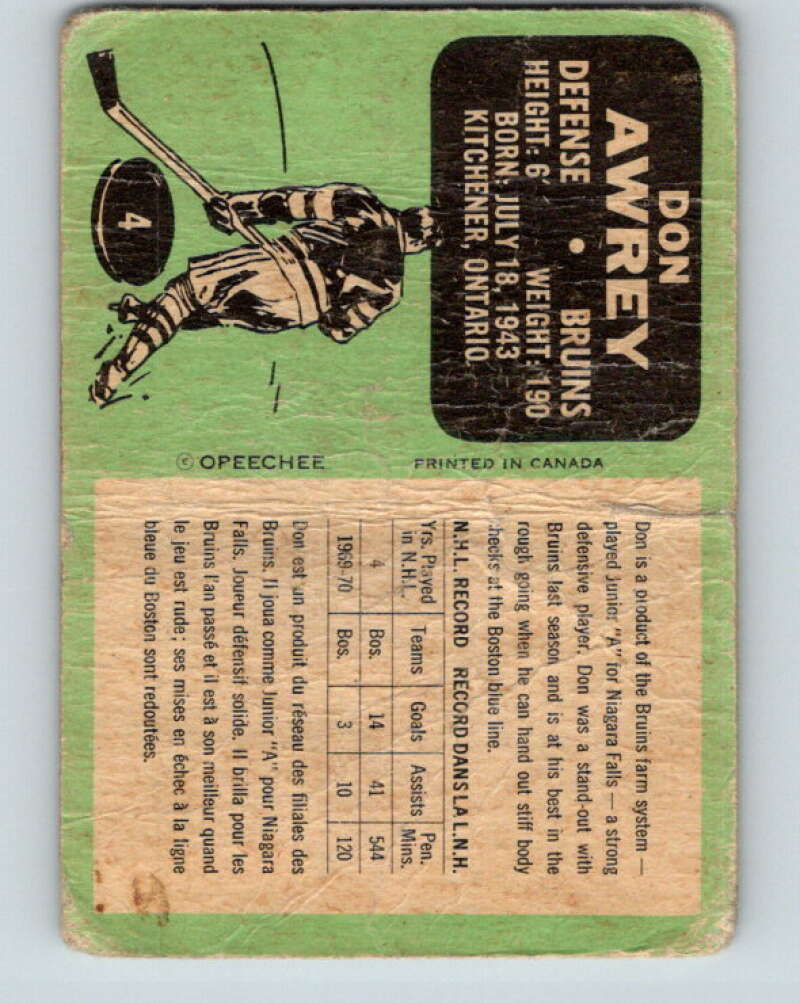 DON
AWREY
DEFENSE • BRUINS
HEIGHT: 6' WEIGHT: 190
BORN: JULY 18, 1943
KITCHENER, ONTARIO
4
© OPEECHEE PRINTED IN CANADA
Don is a product of the Bruins farm system —
played Junior "A" for Niagara Falls — a strong
defensive player. Don was a stand-out with
Bruins last season and is at his best in the
rough going when he can hand out stiff body
checks at the Boston blue line.
N.H.L. RECORD RECORD DANS LA L.N.H.
Yrs. Played in N.H.L. Teams Goals Assists Pen. Mins.
4 Bos. 14 41 544
1969-70 Bos. 3 10 120
Don est un produit du réseau des filiales des
Bruins. Il joua comme Junior "A" pour Niagara
Falls. Joueur défensif solide. Il brilla pour les
Bruins l'an passé et il est à son meilleur quand
le jeu est rude; ses mises en échec à la ligne
bleue du Boston sont redoutées.